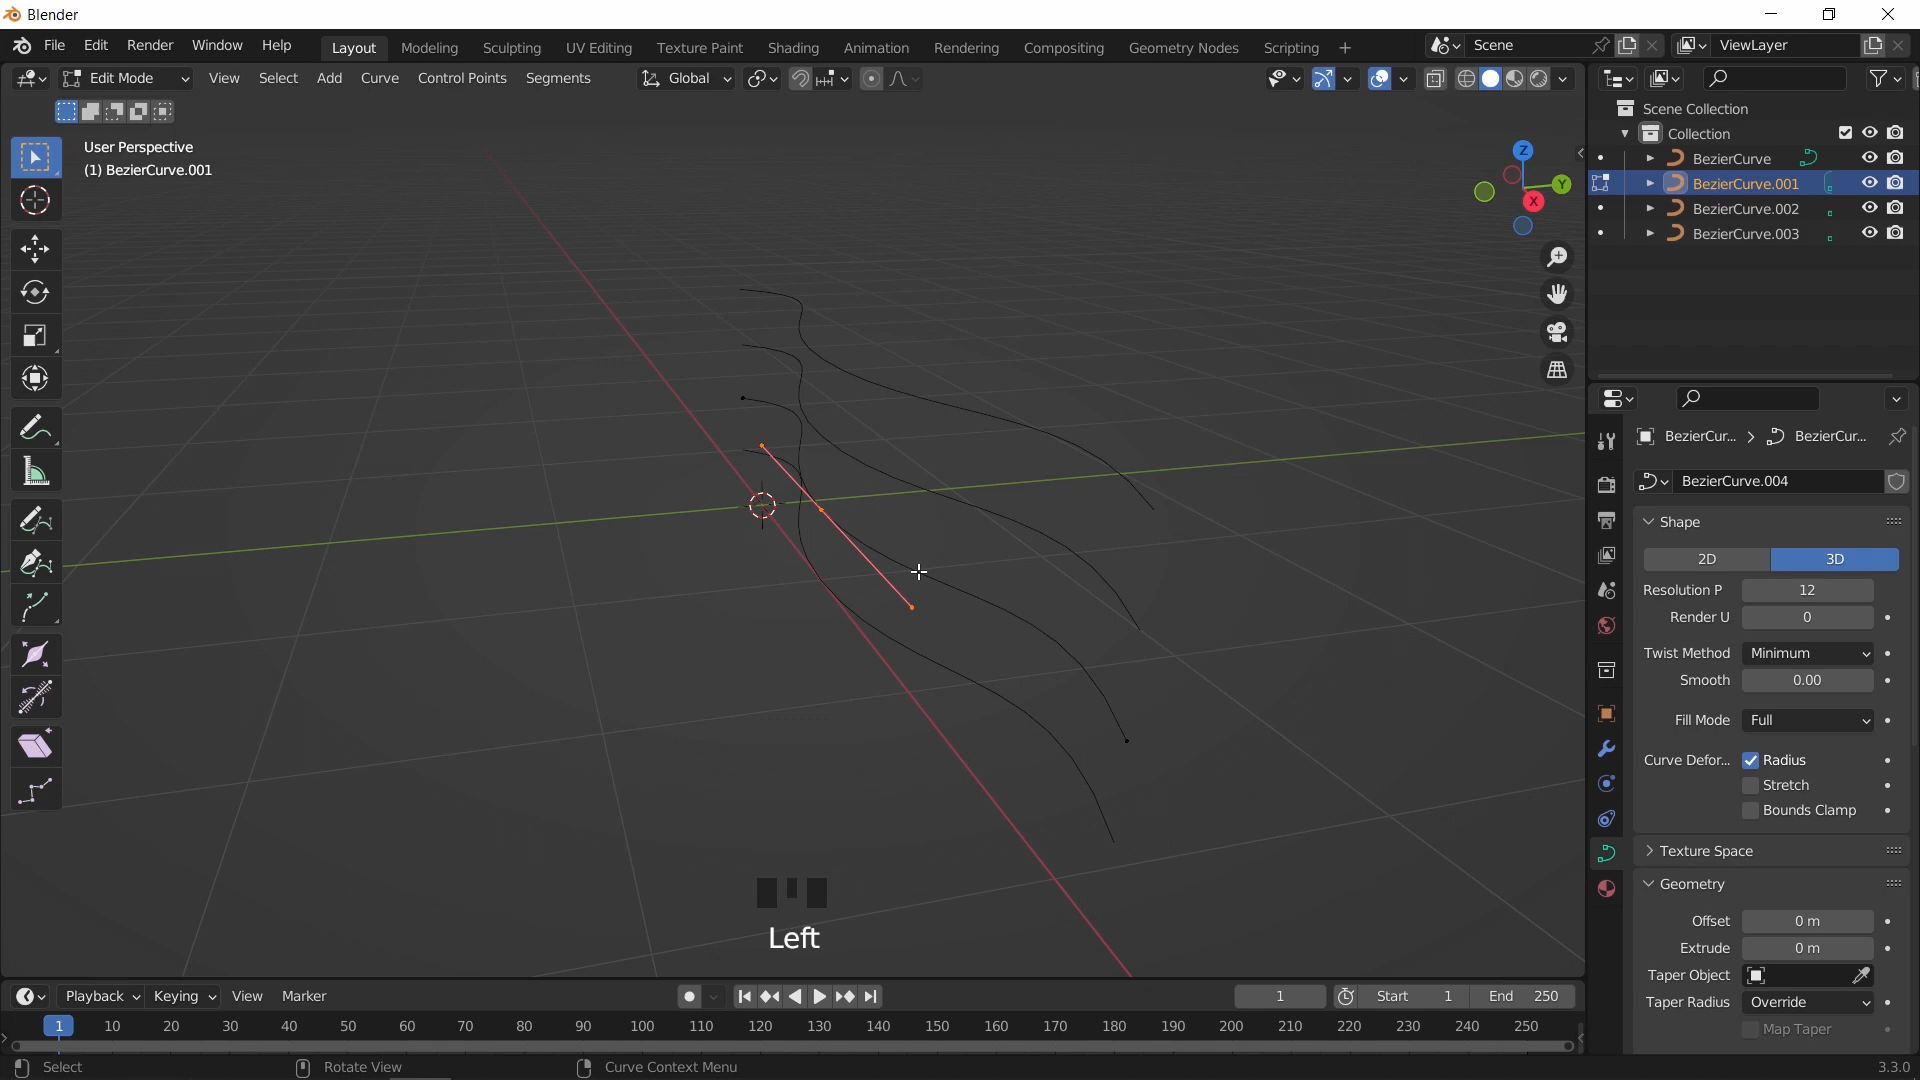 Blender
File Edit Render Window Help Layout Modeling Sculpting UV Editing Texture Paint Shading Animation Rendering Compositing Geometry Nodes Scripting + Scene ViewLayer
Edit Mode View Select Add Curve Control Points Segments Global
User Perspective
(1) BezierCurve.001
Z
Y
X
Scene Collection
Collection
BezierCurve
BezierCurve.001
BezierCurve.002
BezierCurve.003
BezierCur... BezierCur...
BezierCurve.004
Shape
2D 3D
Resolution P 12
Render U 0
Twist Method Minimum
Smooth 0.00
Fill Mode Full
Curve Defor... Radius
Stretch
Bounds Clamp
Texture Space
Geometry
Offset 0 m
Extrude 0 m
Taper Object
Taper Radius Override
Map Taper
Left
Playback Keying View Marker 1 Start 1 End 250
1 10 20 30 40 50 60 70 80 90 100 110 120 130 140 150 160 170 180 190 200 210 220 230 240 250
Select Rotate View Curve Context Menu 3.3.0